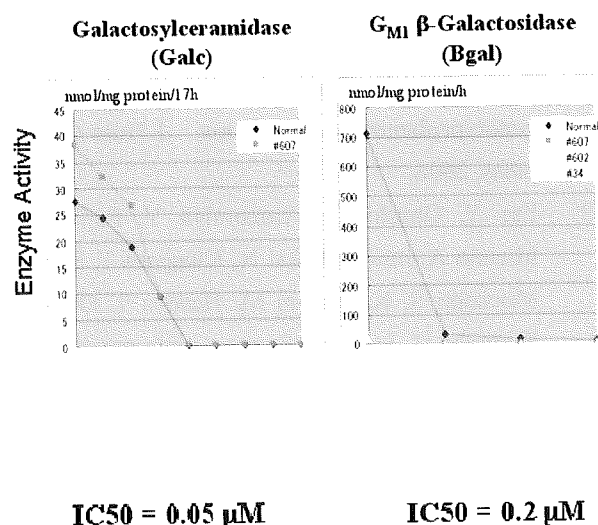 Galactosylceramidase
(Galc)
GM1 β-Galactosidase
(Bgal)
nmol/mg protein/17h
45
40
35
30
25
20
15
10
5
0
Normal
#607
Enzyme Activity
nmol/mg protein/h
800
700
600
500
400
300
200
100
0
Normal
#607
#602
#34
IC50 = 0.05 μM
IC50 = 0.2 μM